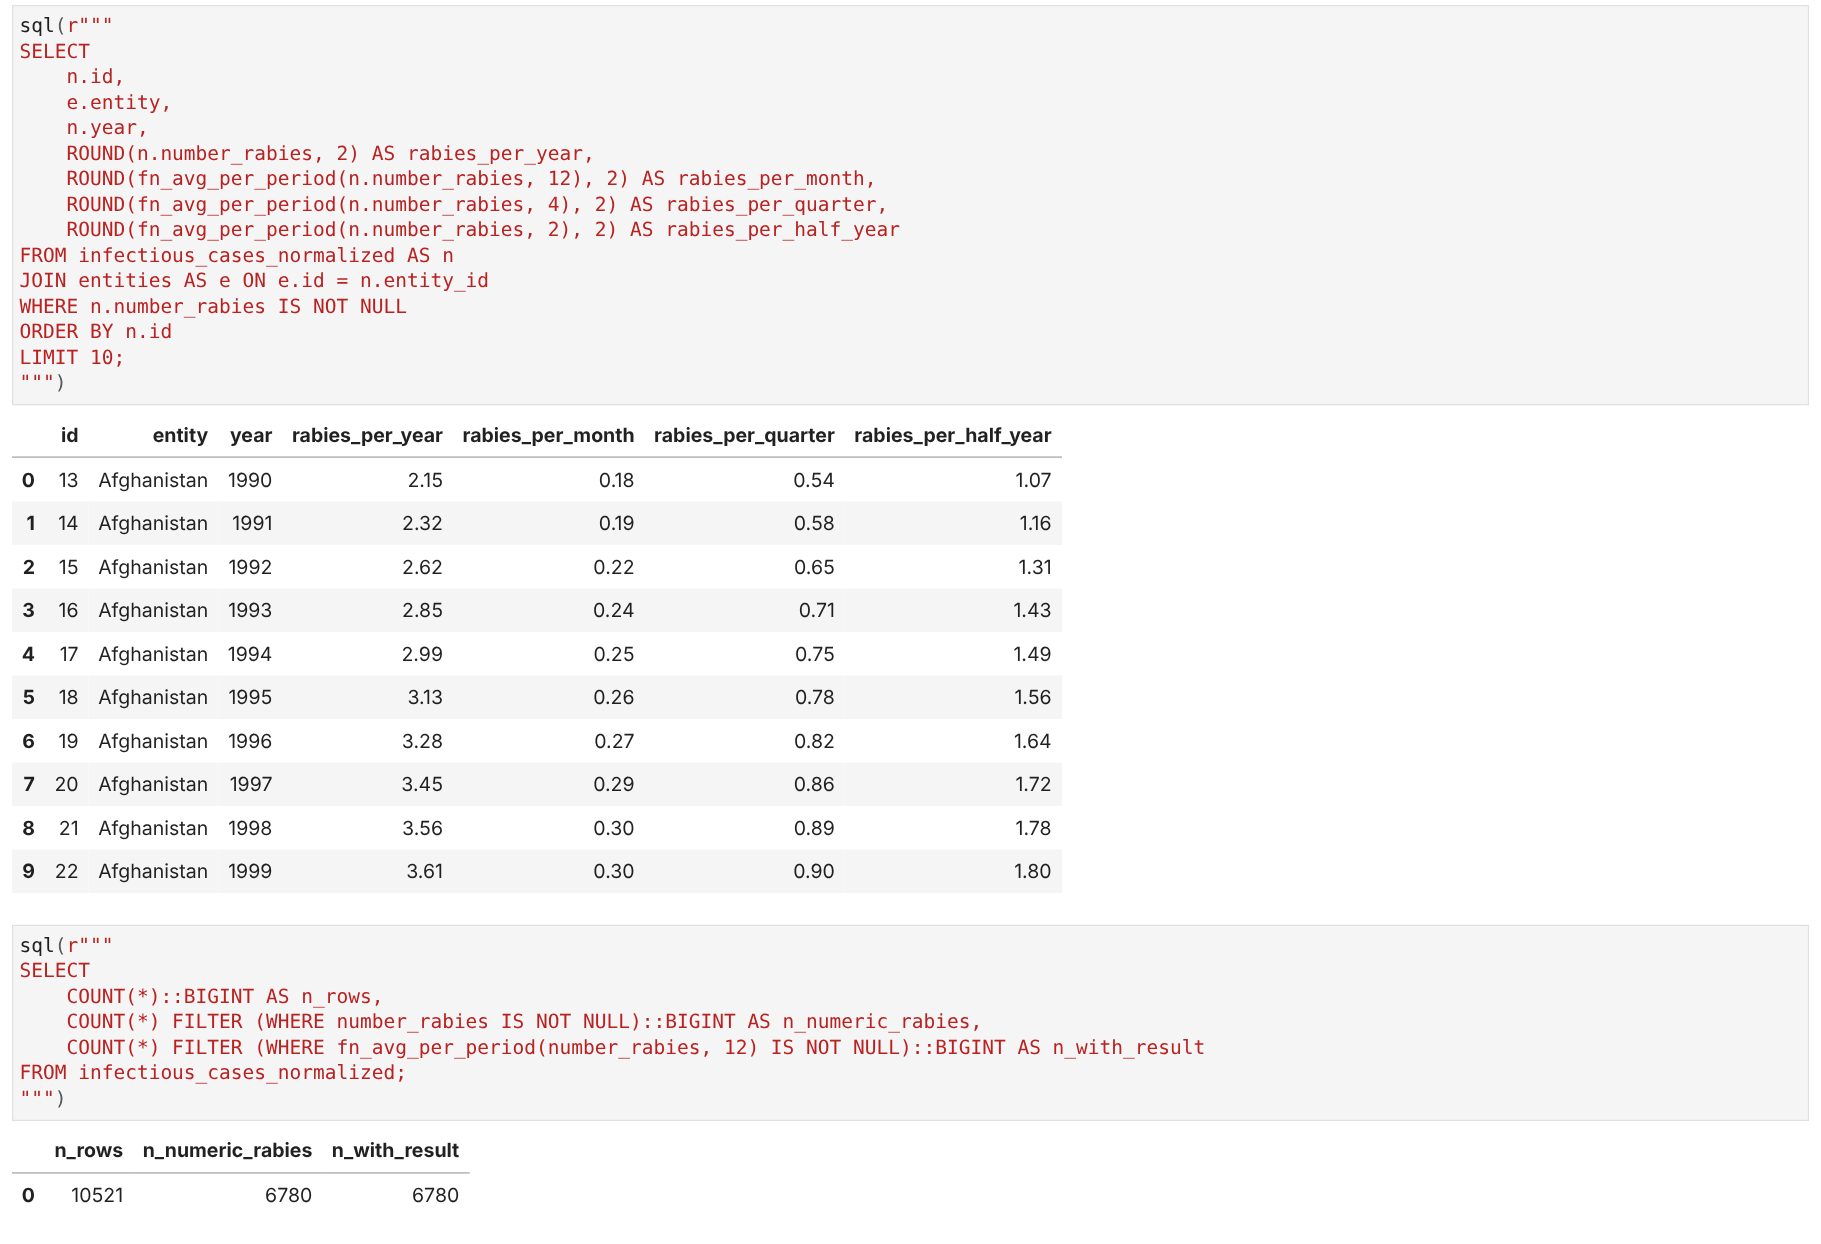 sql(r"""
SELECT
    n.id,
    e.entity,
    n.year,
    ROUND(n.number_rabies, 2) AS rabies_per_year,
    ROUND(fn_avg_per_period(n.number_rabies, 12), 2) AS rabies_per_month,
    ROUND(fn_avg_per_period(n.number_rabies, 4), 2) AS rabies_per_quarter,
    ROUND(fn_avg_per_period(n.number_rabies, 2), 2) AS rabies_per_half_year
FROM infectious_cases_normalized AS n
JOIN entities AS e ON e.id = n.entity_id
WHERE n.number_rabies IS NOT NULL
ORDER BY n.id
LIMIT 10;
""")
id entity year rabies_per_year rabies_per_month rabies_per_quarter rabies_per_half_year
0 13 Afghanistan 1990 2.15 0.18 0.54 1.07
1 14 Afghanistan 1991 2.32 0.19 0.58 1.16
2 15 Afghanistan 1992 2.62 0.22 0.65 1.31
3 16 Afghanistan 1993 2.85 0.24 0.71 1.43
4 17 Afghanistan 1994 2.99 0.25 0.75 1.49
5 18 Afghanistan 1995 3.13 0.26 0.78 1.56
6 19 Afghanistan 1996 3.28 0.27 0.82 1.64
7 20 Afghanistan 1997 3.45 0.29 0.86 1.72
8 21 Afghanistan 1998 3.56 0.30 0.89 1.78
9 22 Afghanistan 1999 3.61 0.30 0.90 1.80
sql(r"""
SELECT
    COUNT(*)::BIGINT AS n_rows,
    COUNT(*) FILTER (WHERE number_rabies IS NOT NULL)::BIGINT AS n_numeric_rabies,
    COUNT(*) FILTER (WHERE fn_avg_per_period(number_rabies, 12) IS NOT NULL)::BIGINT AS n_with_result
FROM infectious_cases_normalized;
""")
n_rows n_numeric_rabies n_with_result
0 10521 6780 6780